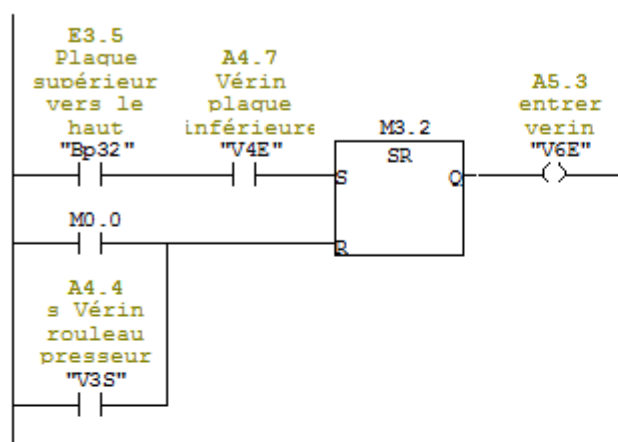 E3.5
Plaque
supérieur
vers le
haut
"Bp32"
A4.7
Vérin
plaque
inférieure
"V4E"
M3.2
SR
S
Q
R
A5.3
entrer
verin
"V6E"
M0.0
A4.4
s Vérin
rouleau
presseur
"V3S"